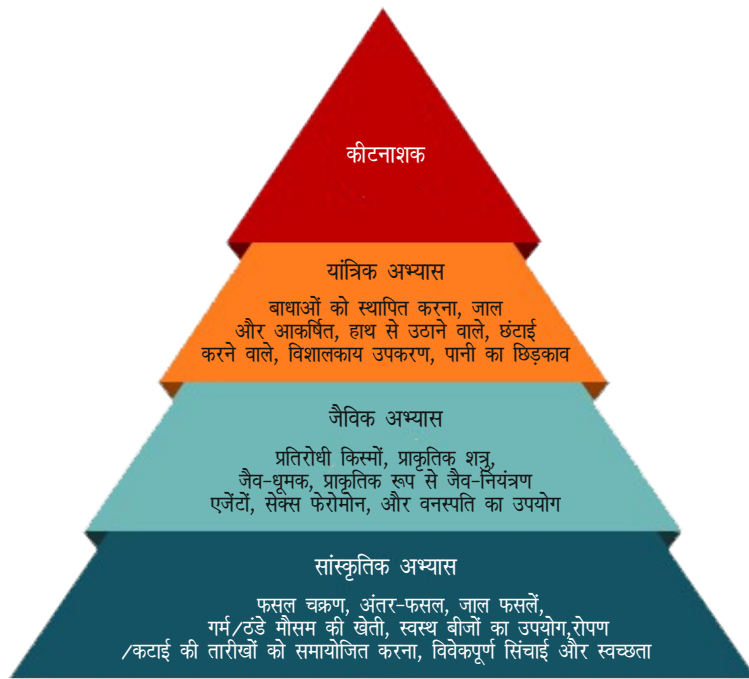 कीटनाशक
यांत्रिक अभ्यास
बाधाओं को स्थापित करना, जाल
और आकर्षित, हाथ से उठाने वाले, छंटाई
करने वाले, विशालकाय उपकरण, पानी का छिड़काव
जैविक अभ्यास
प्रतिरोधी किस्मों, प्राकृतिक शत्रु,
जैव-धूमक, प्राकृतिक रूप से जैव-नियंत्रण
एजेंटों, सेक्स फेरोमोन, और वनस्पति का उपयोग
सांस्कृतिक अभ्यास
फसल चक्रण, अंतर-फसल, जाल फसलें,
गर्म/ठंडे मौसम की खेती, स्वस्थ बीजों का उपयोग,रोपण
/कटाई की तारीखों को समायोजित करना, विवेकपूर्ण सिंचाई और स्वच्छता